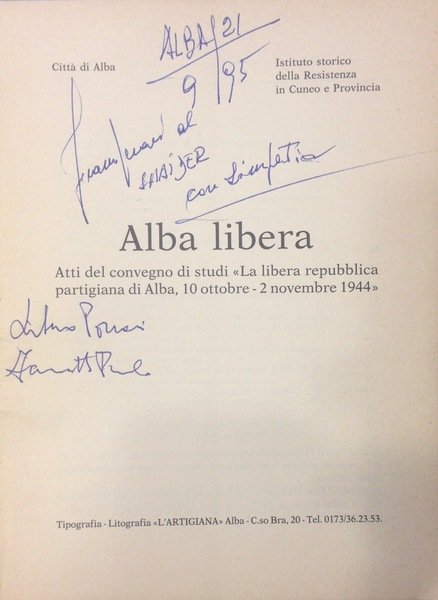 Città di Alba
Istituto storico
della Resistenza
in Cuneo e Provincia
ALBA 21
9 95
al
con simpatia
Alba libera
Atti del convegno di studi «La libera repubblica
partigiana di Alba, 10 ottobre - 2 novembre 1944»
Tipografia - Litografia «L'ARTIGIANA» Alba - C.so Bra, 20 - Tel. 0173/36.23.53.